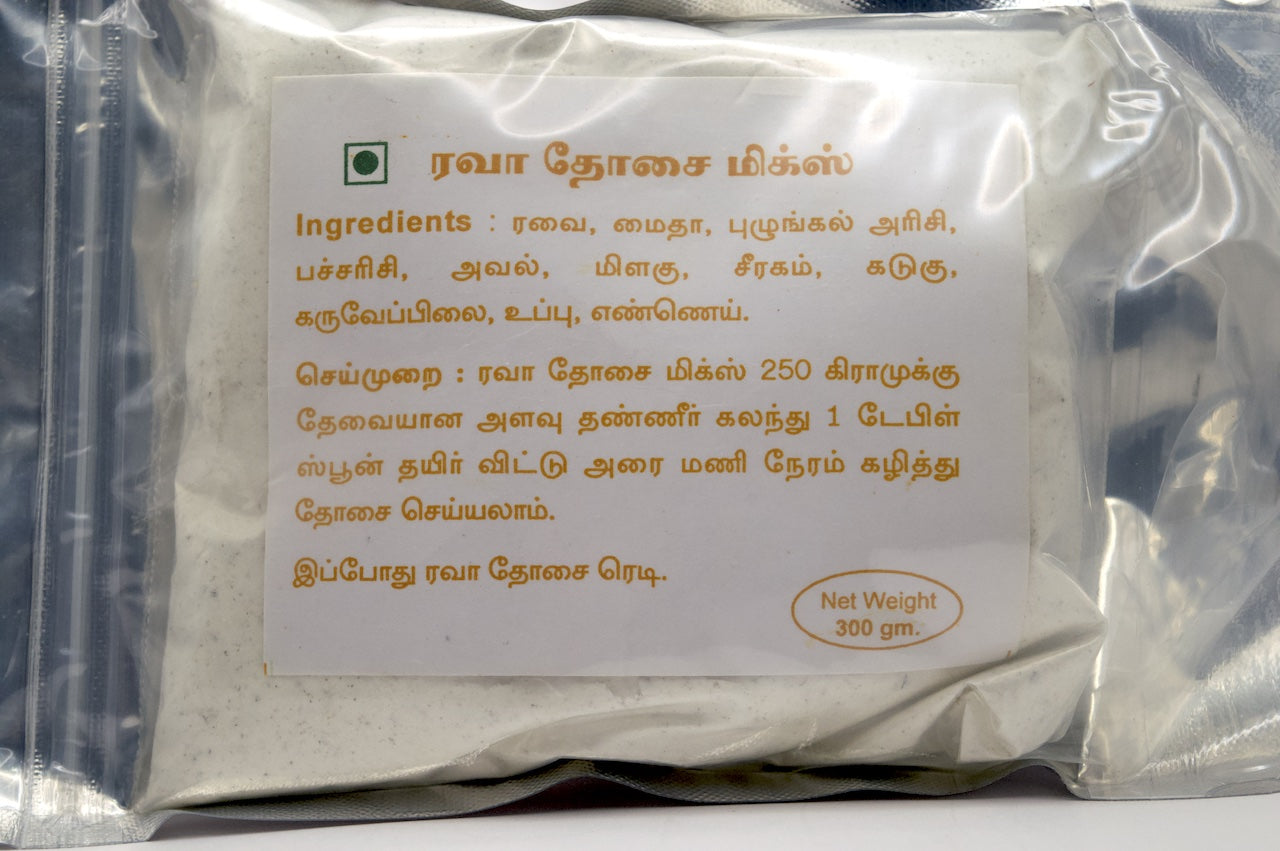 ரவா தோசை மிக்ஸ்
Ingredients : ரவை, மைதா, புழுங்கல் அரிசி,
பச்சரிசி, அவல், மிளகு, சீரகம், கடுகு,
கருவேப்பிலை, உப்பு, எண்ணெய்.
செய்முறை : ரவா தோசை மிக்ஸ் 250 கிராமுக்கு
தேவையான அளவு தண்ணீர் கலந்து 1 டேபிள்
ஸ்பூன் தயிர் விட்டு அரை மணி நேரம் கழித்து
தோசை செய்யலாம்.
இப்போது ரவா தோசை ரெடி.
Net Weight
300 gm.